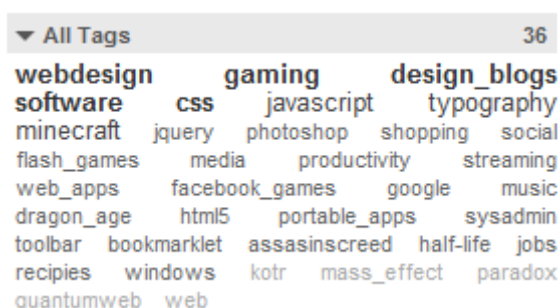 All Tags 36
webdesign gaming design_blogs
software css javascript typography
minecraft jquery photoshop shopping social
flash_games media productivity streaming
web_apps facebook_games google music
dragon_age html5 portable_apps sysadmin
toolbar bookmarklet assasinscreed half-life jobs
recipies windows kotr mass_effect paradox
quantumweb web